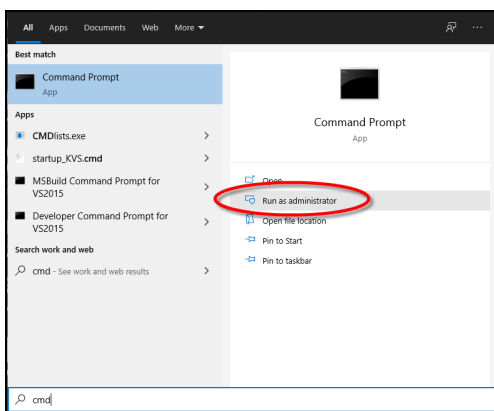 All Apps Documents Web More
Best match
Command Prompt
App
Apps
CMDlists.exe
startup_KVS.cmd
MSBuild Command Prompt for
VS2015
Developer Command Prompt for
VS2015
Search work and web
cmd - See work and web results
Command Prompt
App
Open
Run as administrator
Open file location
Pin to Start
Pin to taskbar
cmd